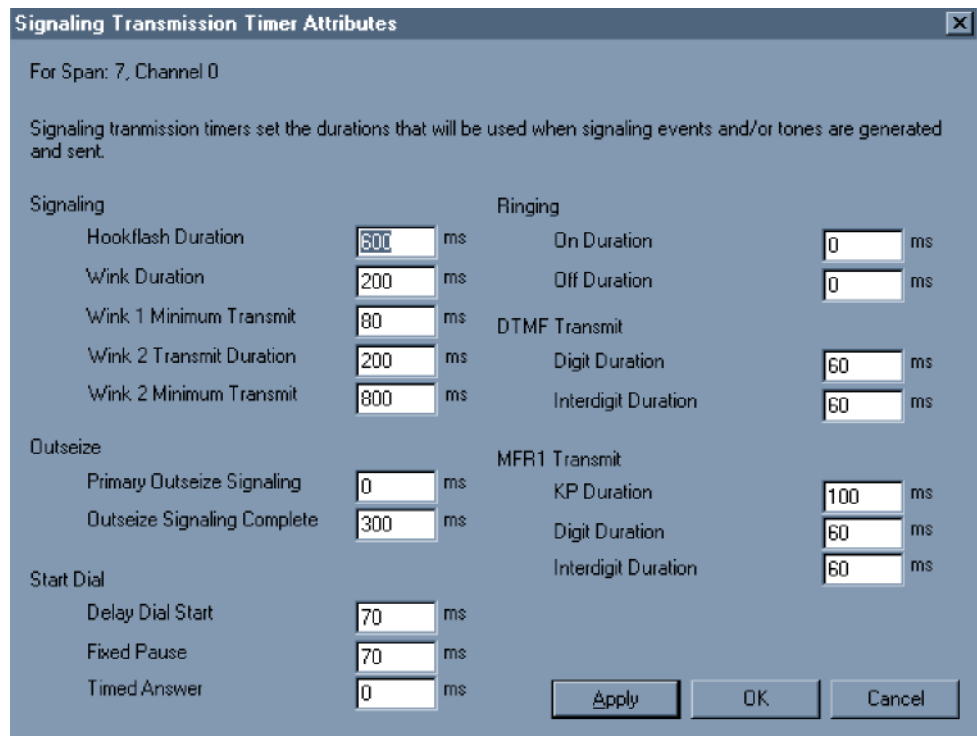 Signaling Transmission Timer Attributes
For Span: 7, Channel 0
Signaling tranmission timers set the durations that will be used when signaling events and/or tones are generated
and sent.
Signaling
Hookflash Duration 600 ms
Wink Duration 200 ms
Wink 1 Minimum Transmit 80 ms
Wink 2 Transmit Duration 200 ms
Wink 2 Minimum Transmit 800 ms
Outseize
Primary Outseize Signaling 0 ms
Outseize Signaling Complete 300 ms
Start Dial
Delay Dial Start 70 ms
Fixed Pause 70 ms
Timed Answer 0 ms
Ringing
On Duration 0 ms
Off Duration 0 ms
DTMF Transmit
Digit Duration 60 ms
Interdigit Duration 60 ms
MFR1 Transmit
KP Duration 100 ms
Digit Duration 60 ms
Interdigit Duration 60 ms
Apply OK Cancel